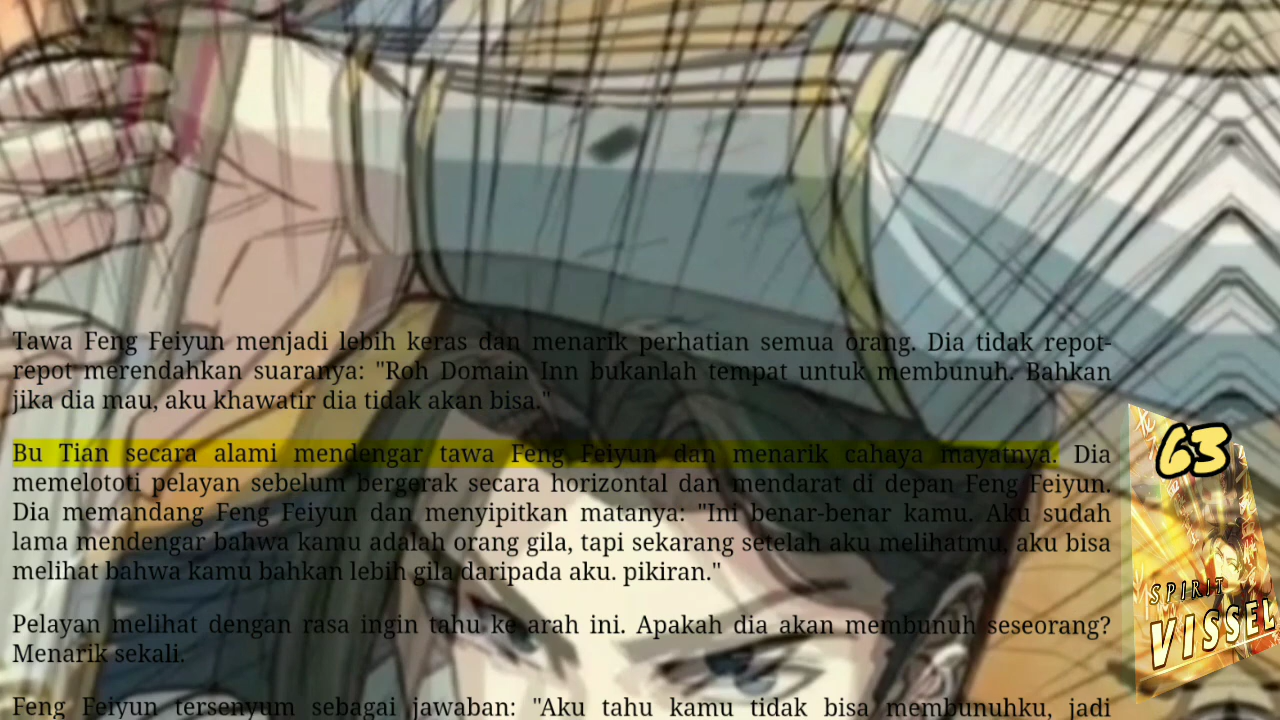 Tawa Feng Feiyun menjadi lebih keras dan menarik perhatian semua orang. Dia tidak repot-
repot merendahkan suaranya: "Roh Domain Inn bukanlah tempat untuk membunuh. Bahkan
jika dia mau, aku khawatir dia tidak akan bisa."
Bu Tian secara alami mendengar tawa Feng Feiyun dan menarik cahaya mayatnya. Dia
memelototi pelayan sebelum bergerak secara horizontal dan mendarat di depan Feng Feiyun.
Dia memandang Feng Feiyun dan menyipitkan matanya: "Ini benar-benar kamu. Aku sudah
lama mendengar bahwa kamu adalah orang gila, tapi sekarang setelah aku melihatmu, aku bisa
melihat bahwa kamu bahkan lebih gila daripada aku. pikiran."
Pelayan melihat dengan rasa ingin tahu ke arah ini. Apakah dia akan membunuh seseorang?
Menarik sekali.
Feng Feiyun tersenyum sebagai jawaban: "Aku tahu kamu tidak bisa membunuhku, jadi
63
SPIRIT
VISSEL